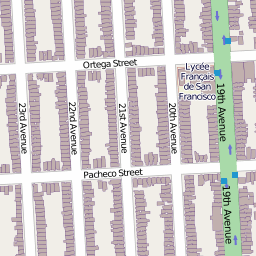 Ortega Street
Lycée
Français
de San
Francisco
19th Avenue
23rd Avenue
22nd Avenue
21st Avenue
20th Avenue
Pacheco Street
19th Avenue